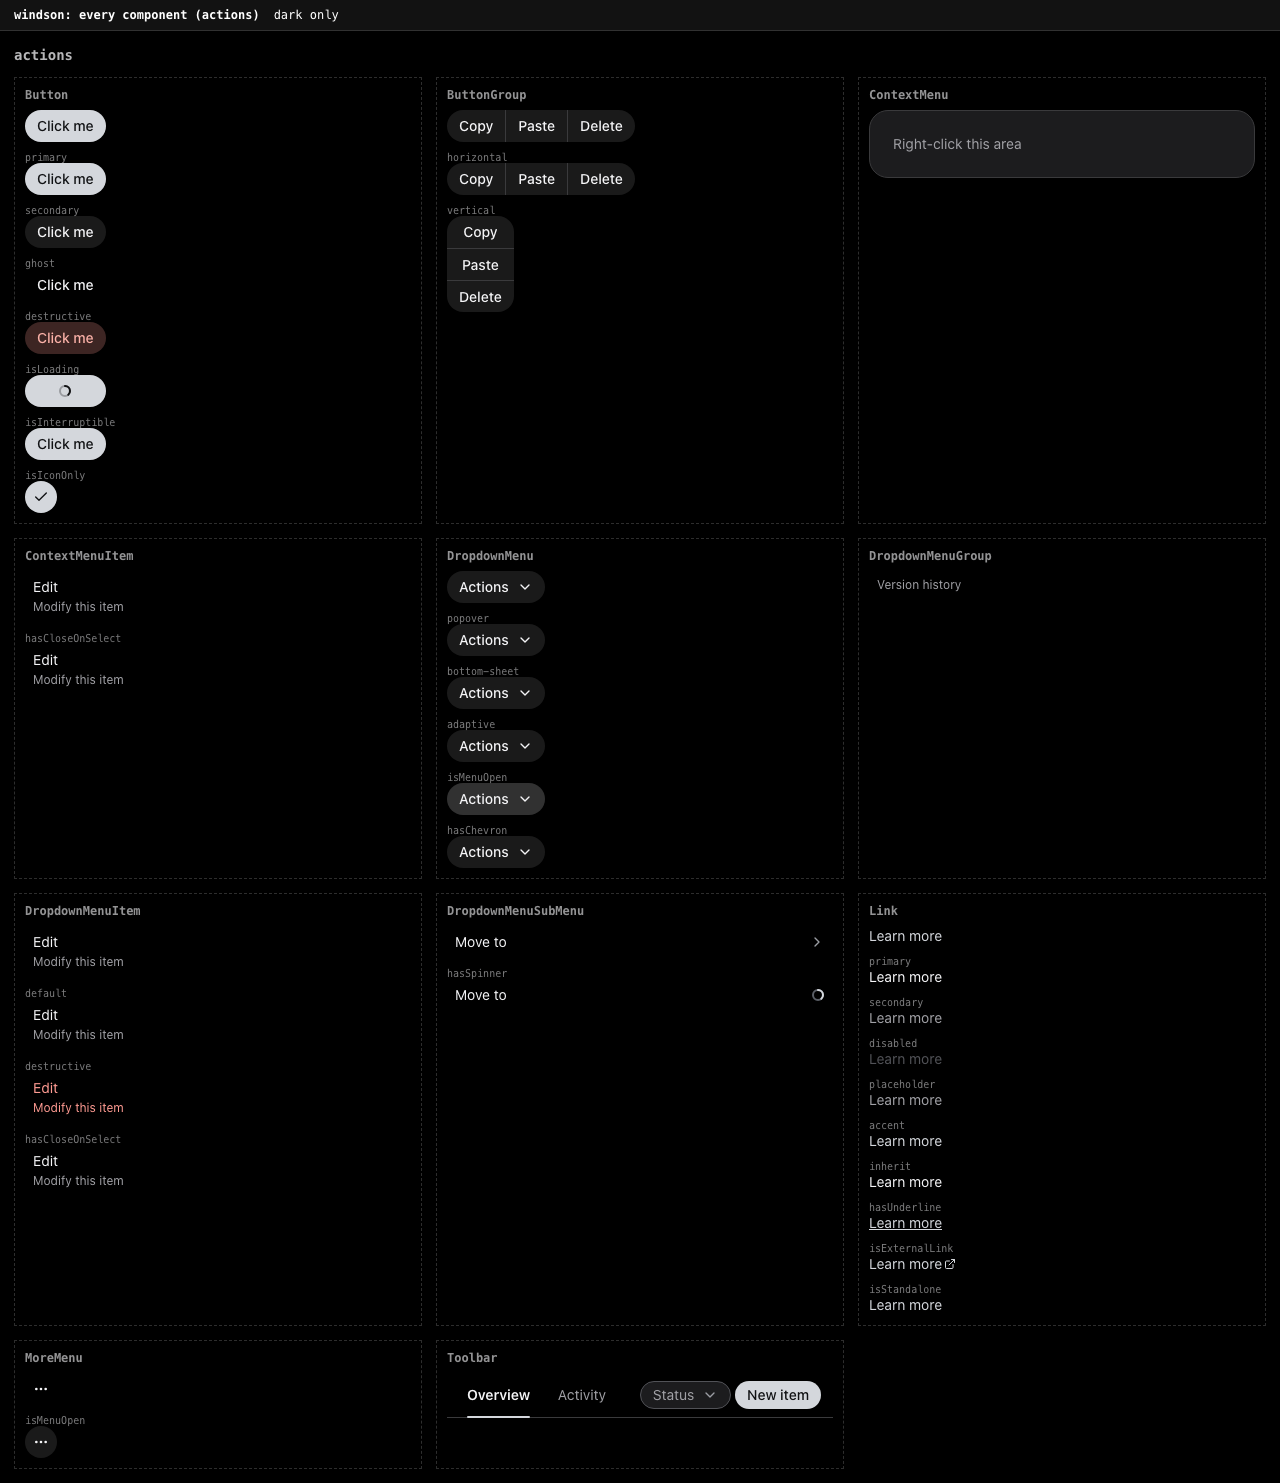 windson: every component (actions) dark only
actions
Button
Click me
primary
Click me
secondary
Click me
ghost
Click me
destructive
Click me
isLoading
isInterruptible
Click me
isIconOnly
ButtonGroup
Copy Paste Delete
horizontal
Copy Paste Delete
vertical
Copy
Paste
Delete
ContextMenu
Right-click this area
ContextMenuItem
Edit
Modify this item
hasCloseOnSelect
Edit
Modify this item
DropdownMenu
Actions
popover
Actions
bottom-sheet
Actions
adaptive
Actions
isMenuOpen
Actions
hasChevron
Actions
DropdownMenuGroup
Version history
DropdownMenuItem
Edit
Modify this item
default
Edit
Modify this item
destructive
Edit
Modify this item
hasCloseOnSelect
Edit
Modify this item
DropdownMenuSubMenu
Move to
hasSpinner
Move to
Link
Learn more
primary
Learn more
secondary
Learn more
disabled
Learn more
placeholder
Learn more
accent
Learn more
inherit
Learn more
hasUnderline
Learn more
isExternalLink
Learn more
isStandalone
Learn more
MoreMenu
isMenuOpen
Toolbar
Overview Activity Status New item